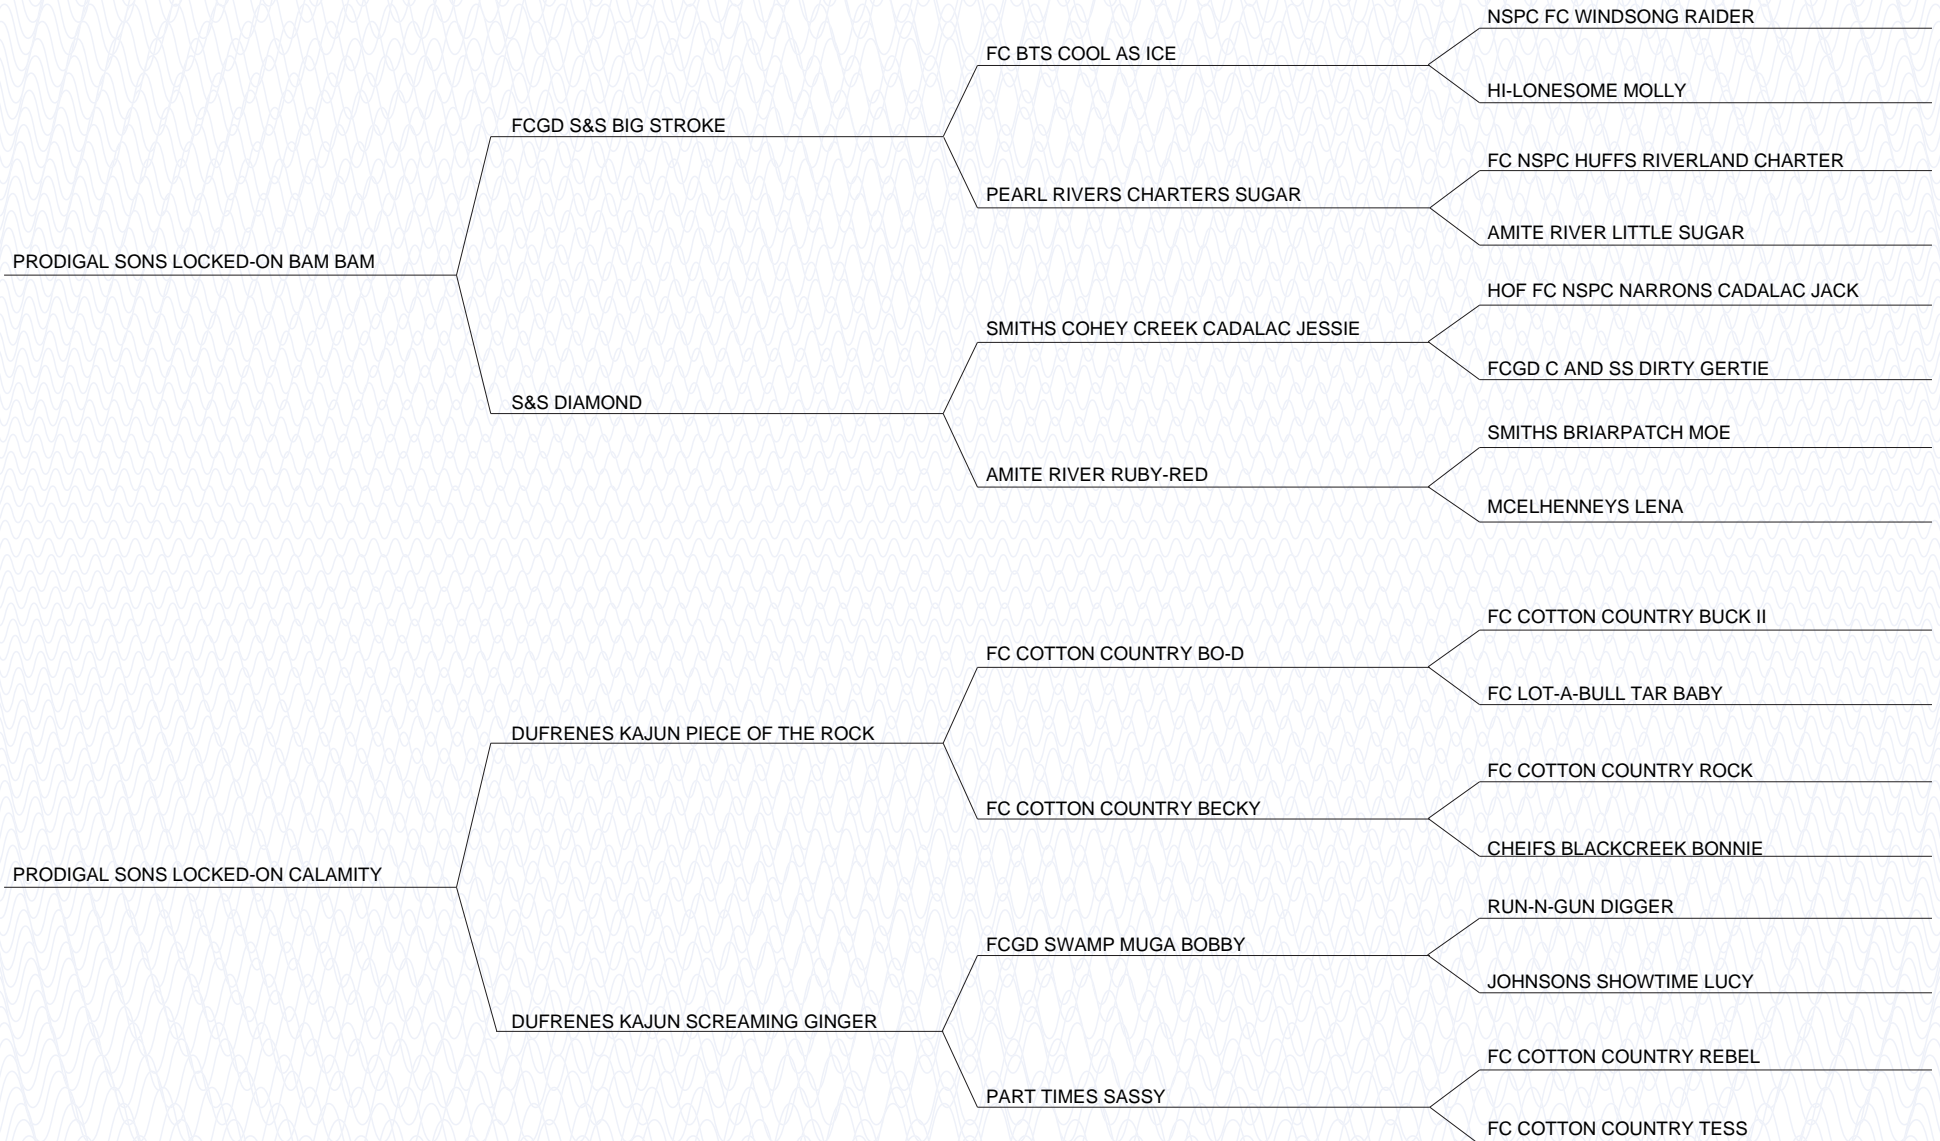 NSPC FC WINDSONG RAIDER
FC BTS COOL AS ICE
HI-LONESOME MOLLY
FCGD S&S BIG STROKE
FC NSPC HUFFS RIVERLAND CHARTER
PEARL RIVERS CHARTERS SUGAR
AMITE RIVER LITTLE SUGAR
PRODIGAL SONS LOCKED-ON BAM BAM
HOF FC NSPC NARRONS CADALAC JACK
SMITHS COHEY CREEK CADALAC JESSIE
FCGD C AND SS DIRTY GERTIE
S&S DIAMOND
SMITHS BRIARPATCH MOE
AMITE RIVER RUBY-RED
MCELHENNEYS LENA
FC COTTON COUNTRY BUCK II
FC COTTON COUNTRY BO-D
FC LOT-A-BULL TAR BABY
DUFRENES KAJUN PIECE OF THE ROCK
FC COTTON COUNTRY ROCK
FC COTTON COUNTRY BECKY
CHEIFS BLACKCREEK BONNIE
PRODIGAL SONS LOCKED-ON CALAMITY
RUN-N-GUN DIGGER
FCGD SWAMP MUGA BOBBY
JOHNSONS SHOWTIME LUCY
DUFRENES KAJUN SCREAMING GINGER
FC COTTON COUNTRY REBEL
PART TIMES SASSY
FC COTTON COUNTRY TESS